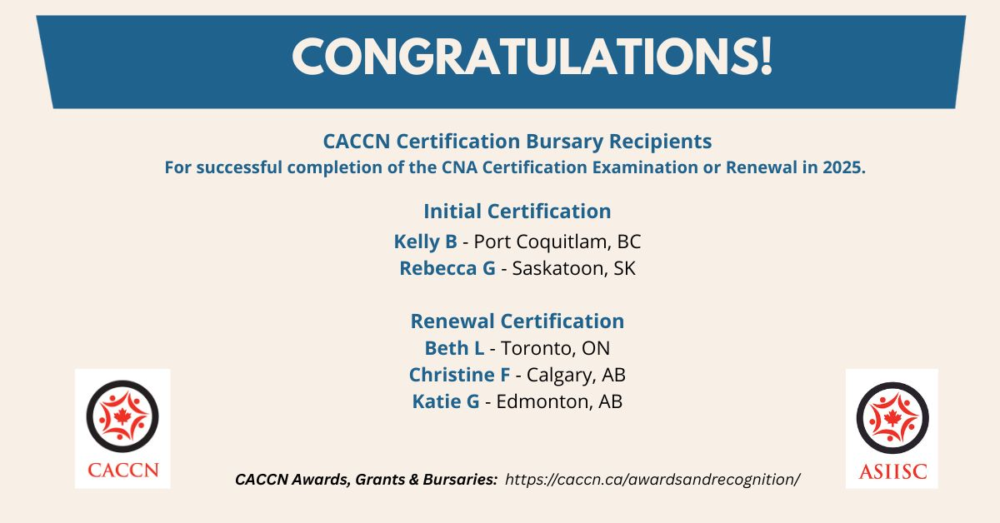 CONGRATULATIONS!
CACCN Certification Bursary Recipients
For successful completion of the CNA Certification Examination or Renewal in 2025.
Initial Certification
Kelly B - Port Coquitlam, BC
Rebecca G - Saskatoon, SK
Renewal Certification
Beth L - Toronto, ON
Christine F - Calgary, AB
Katie G - Edmonton, AB
CACCN
ASIISC
CACCN Awards, Grants & Bursaries: https://caccn.ca/awardsandrecognition/